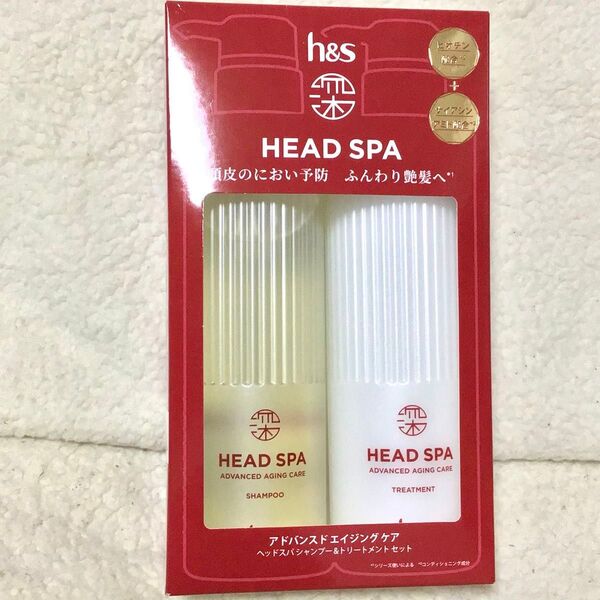 h&s
深
ビオチン
配合*²
+
ナイアシン
アミド配合*²
HEAD SPA
頭皮のにおい予防 ふんわり艶髪へ*¹
深
HEAD SPA
ADVANCED AGING CARE
SHAMPOO
深
HEAD SPA
ADVANCED AGING CARE
TREATMENT
アドバンスド エイジング ケア
ヘッドスパ シャンプー&トリートメント セット
*¹シリーズ使いによる *²コンディショニング成分